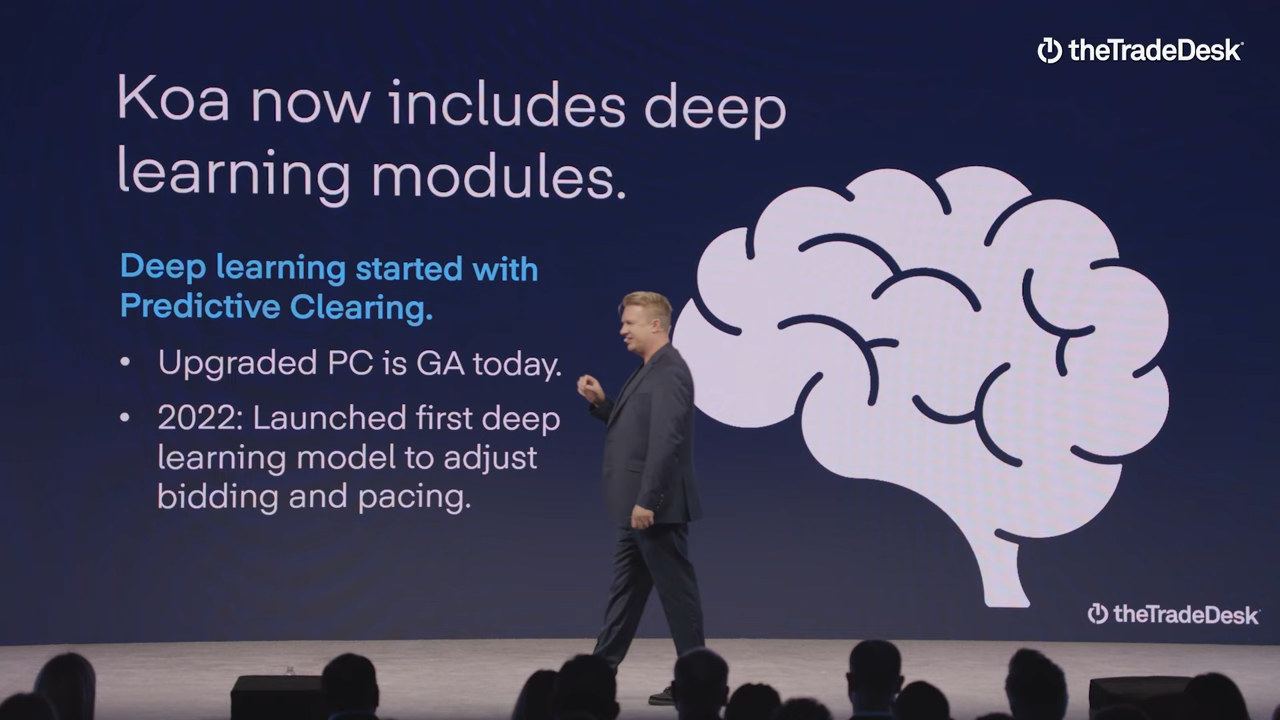 theTradeDesk
Koa now includes deep
learning modules.
Deep learning started with
Predictive Clearing.
• Upgraded PC is GA today.
• 2022: Launched first deep
learning model to adjust
bidding and pacing.
theTradeDesk